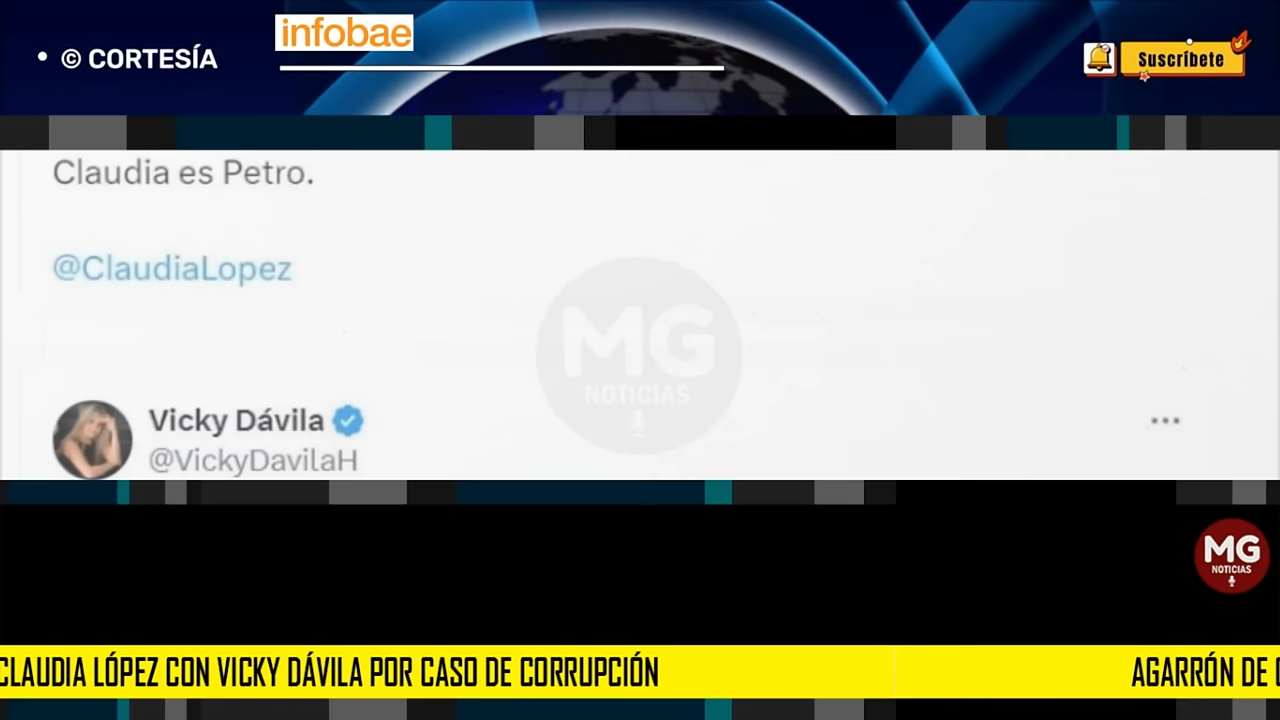 • © CORTESÍA
infobae
Suscríbete
Claudia es Petro.
@ClaudiaLopez
MG
NOTICIAS
Vicky Dávila
@VickyDavilaH
MG
NOTICIAS
CLAUDIA LÓPEZ CON VICKY DÁVILA POR CASO DE CORRUPCIÓN
AGARRÓN DE